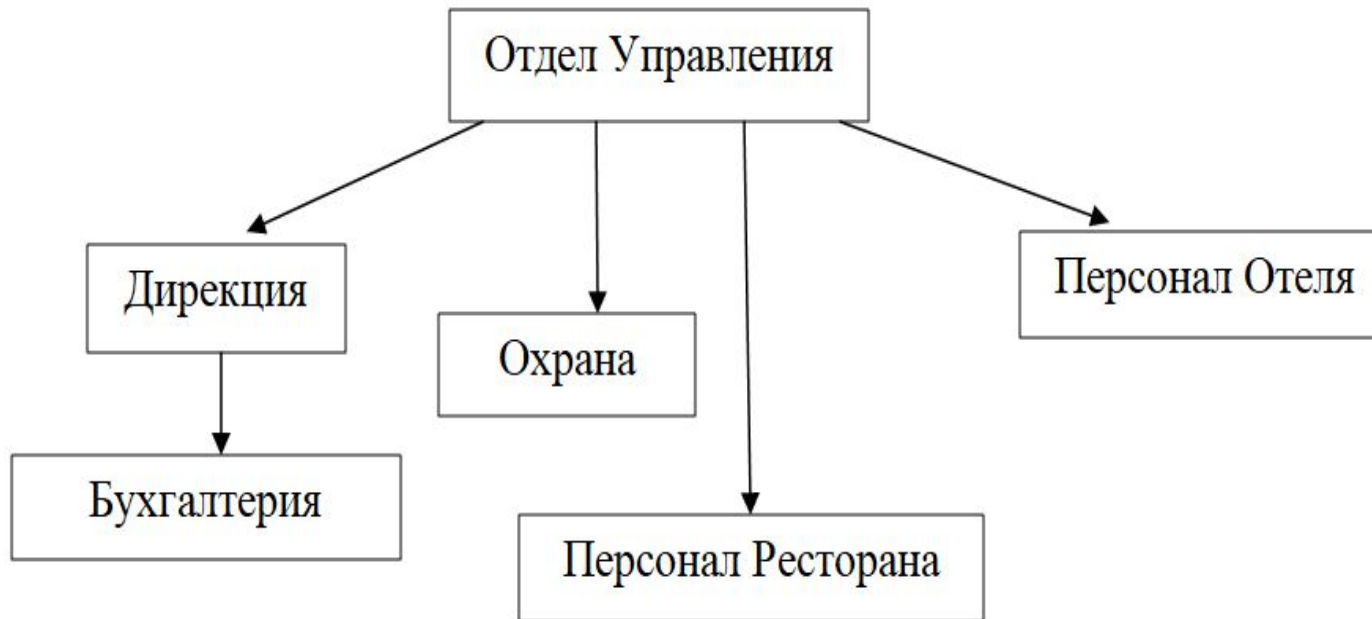 Отдел Управления
Дирекция
Персонал Отеля
Охрана
Бухгалтерия
Персонал Ресторана